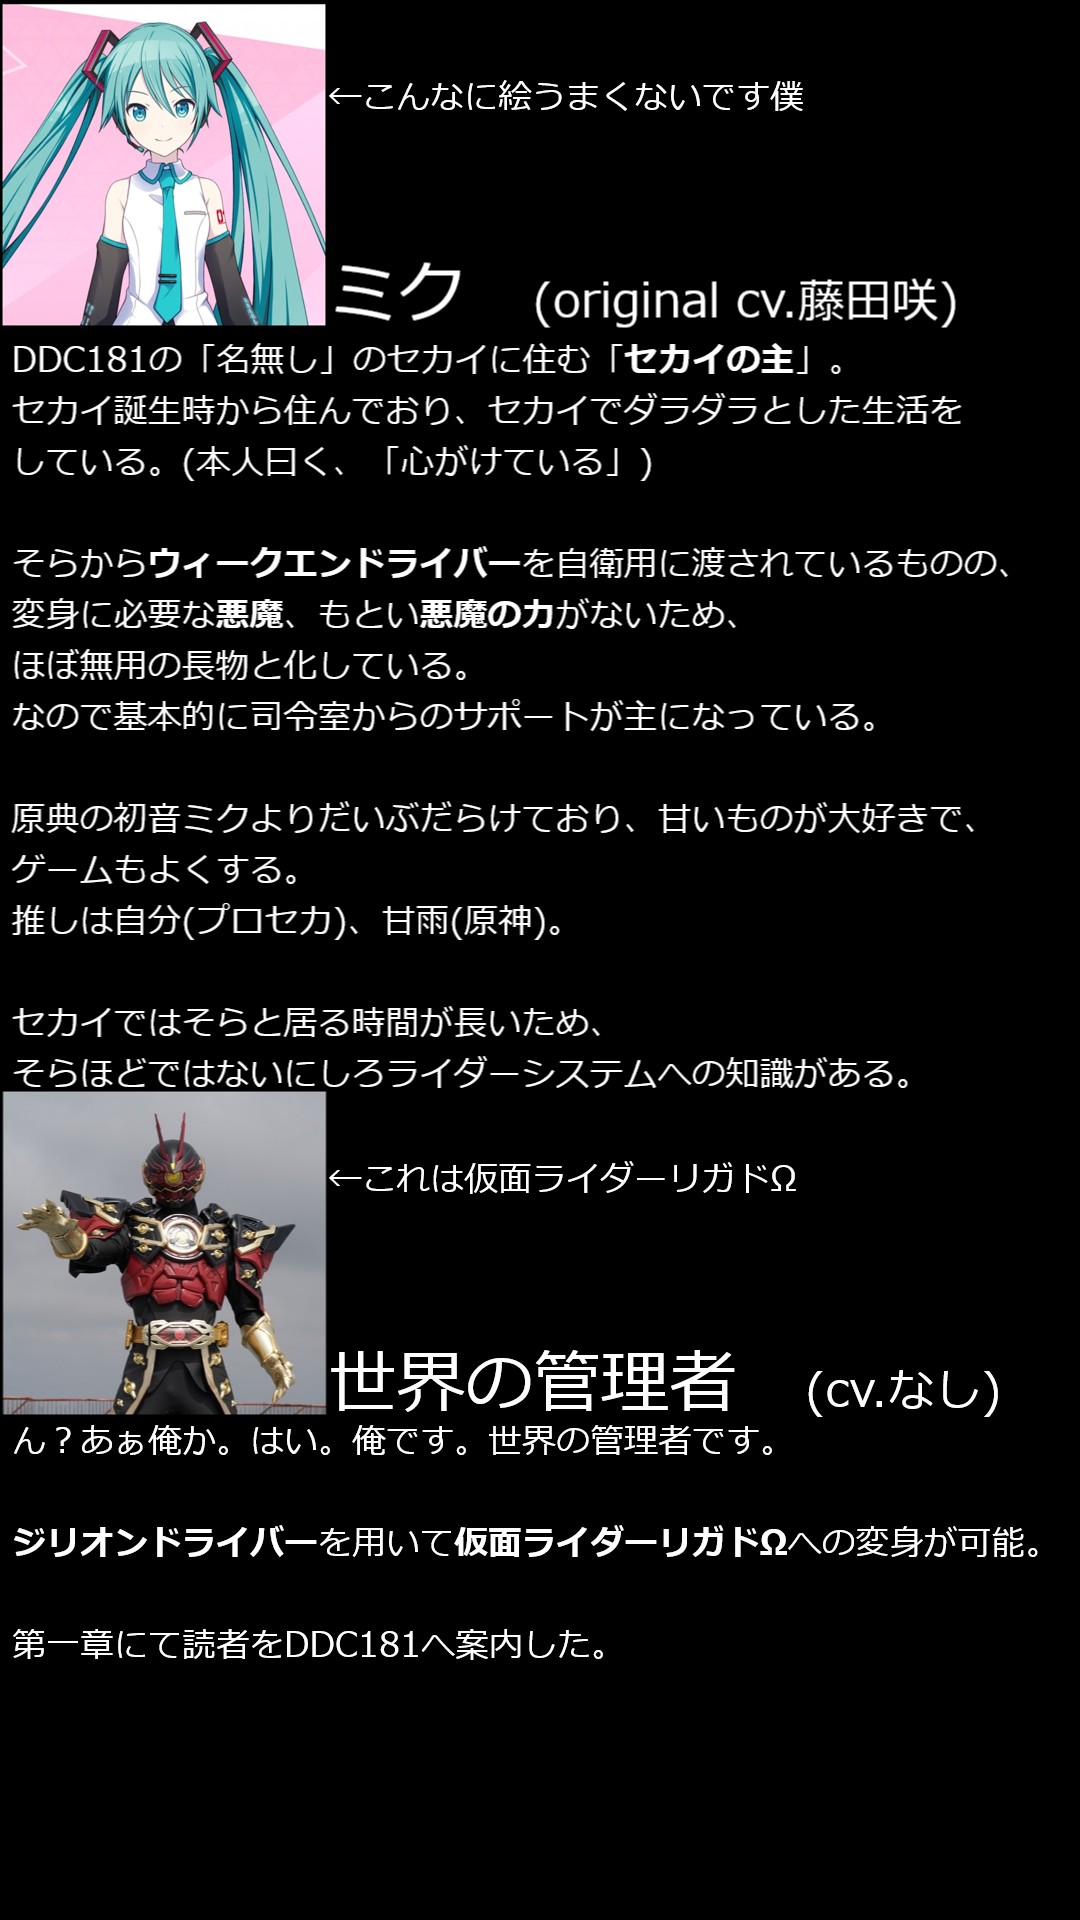 ←こんなに絵うまくないです僕
ミク (original cv.藤田咲)
DDC181の「名無し」のセカイに住む「セカイの主」。
セカイ誕生時から住んでおり、セカイでダラダラとした生活を
している。(本人曰く、「心がけている」)
そらからウィークエンドライバーを自衛用に渡されているものの、
変身に必要な悪魔、もとい悪魔の力がないため、
ほぼ無用の長物と化している。
なので基本的に司令室からのサポートが主になっている。
原典の初音ミクよりだいぶだらけており、甘いものが大好きで、
ゲームもよくする。
推しは自分(プロセカ)、甘雨(原神)。
セカイではそらと居る時間が長いため、
そらほどではないにしろライダーシステムへの知識がある。
←これは仮面ライダーリガドΩ
世界の管理者 (cv.なし)
ん？あぁ俺か。はい。俺です。世界の管理者です。
ジリオンドライバーを用いて仮面ライダーリガドΩへの変身が可能。
第一章にて読者をDDC181へ案内した。